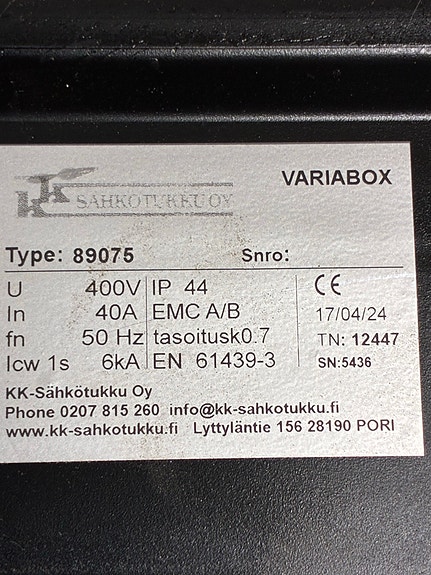 VARIABOX
KK SÄHKÖTUKKU OY
Type: 89075 Snro:
U 400V IP 44 CE
In 40A EMC A/B 17/04/24
fn 50 Hz tasoitusk0.7 TN: 12447
Icw 1s 6kA EN 61439-3 SN:5436
KK-Sähkötukku Oy
Phone 0207 815 260 info@kk-sahkotukku.fi
www.kk-sahkotukku.fi Lyttyläntie 156 28190 PORI